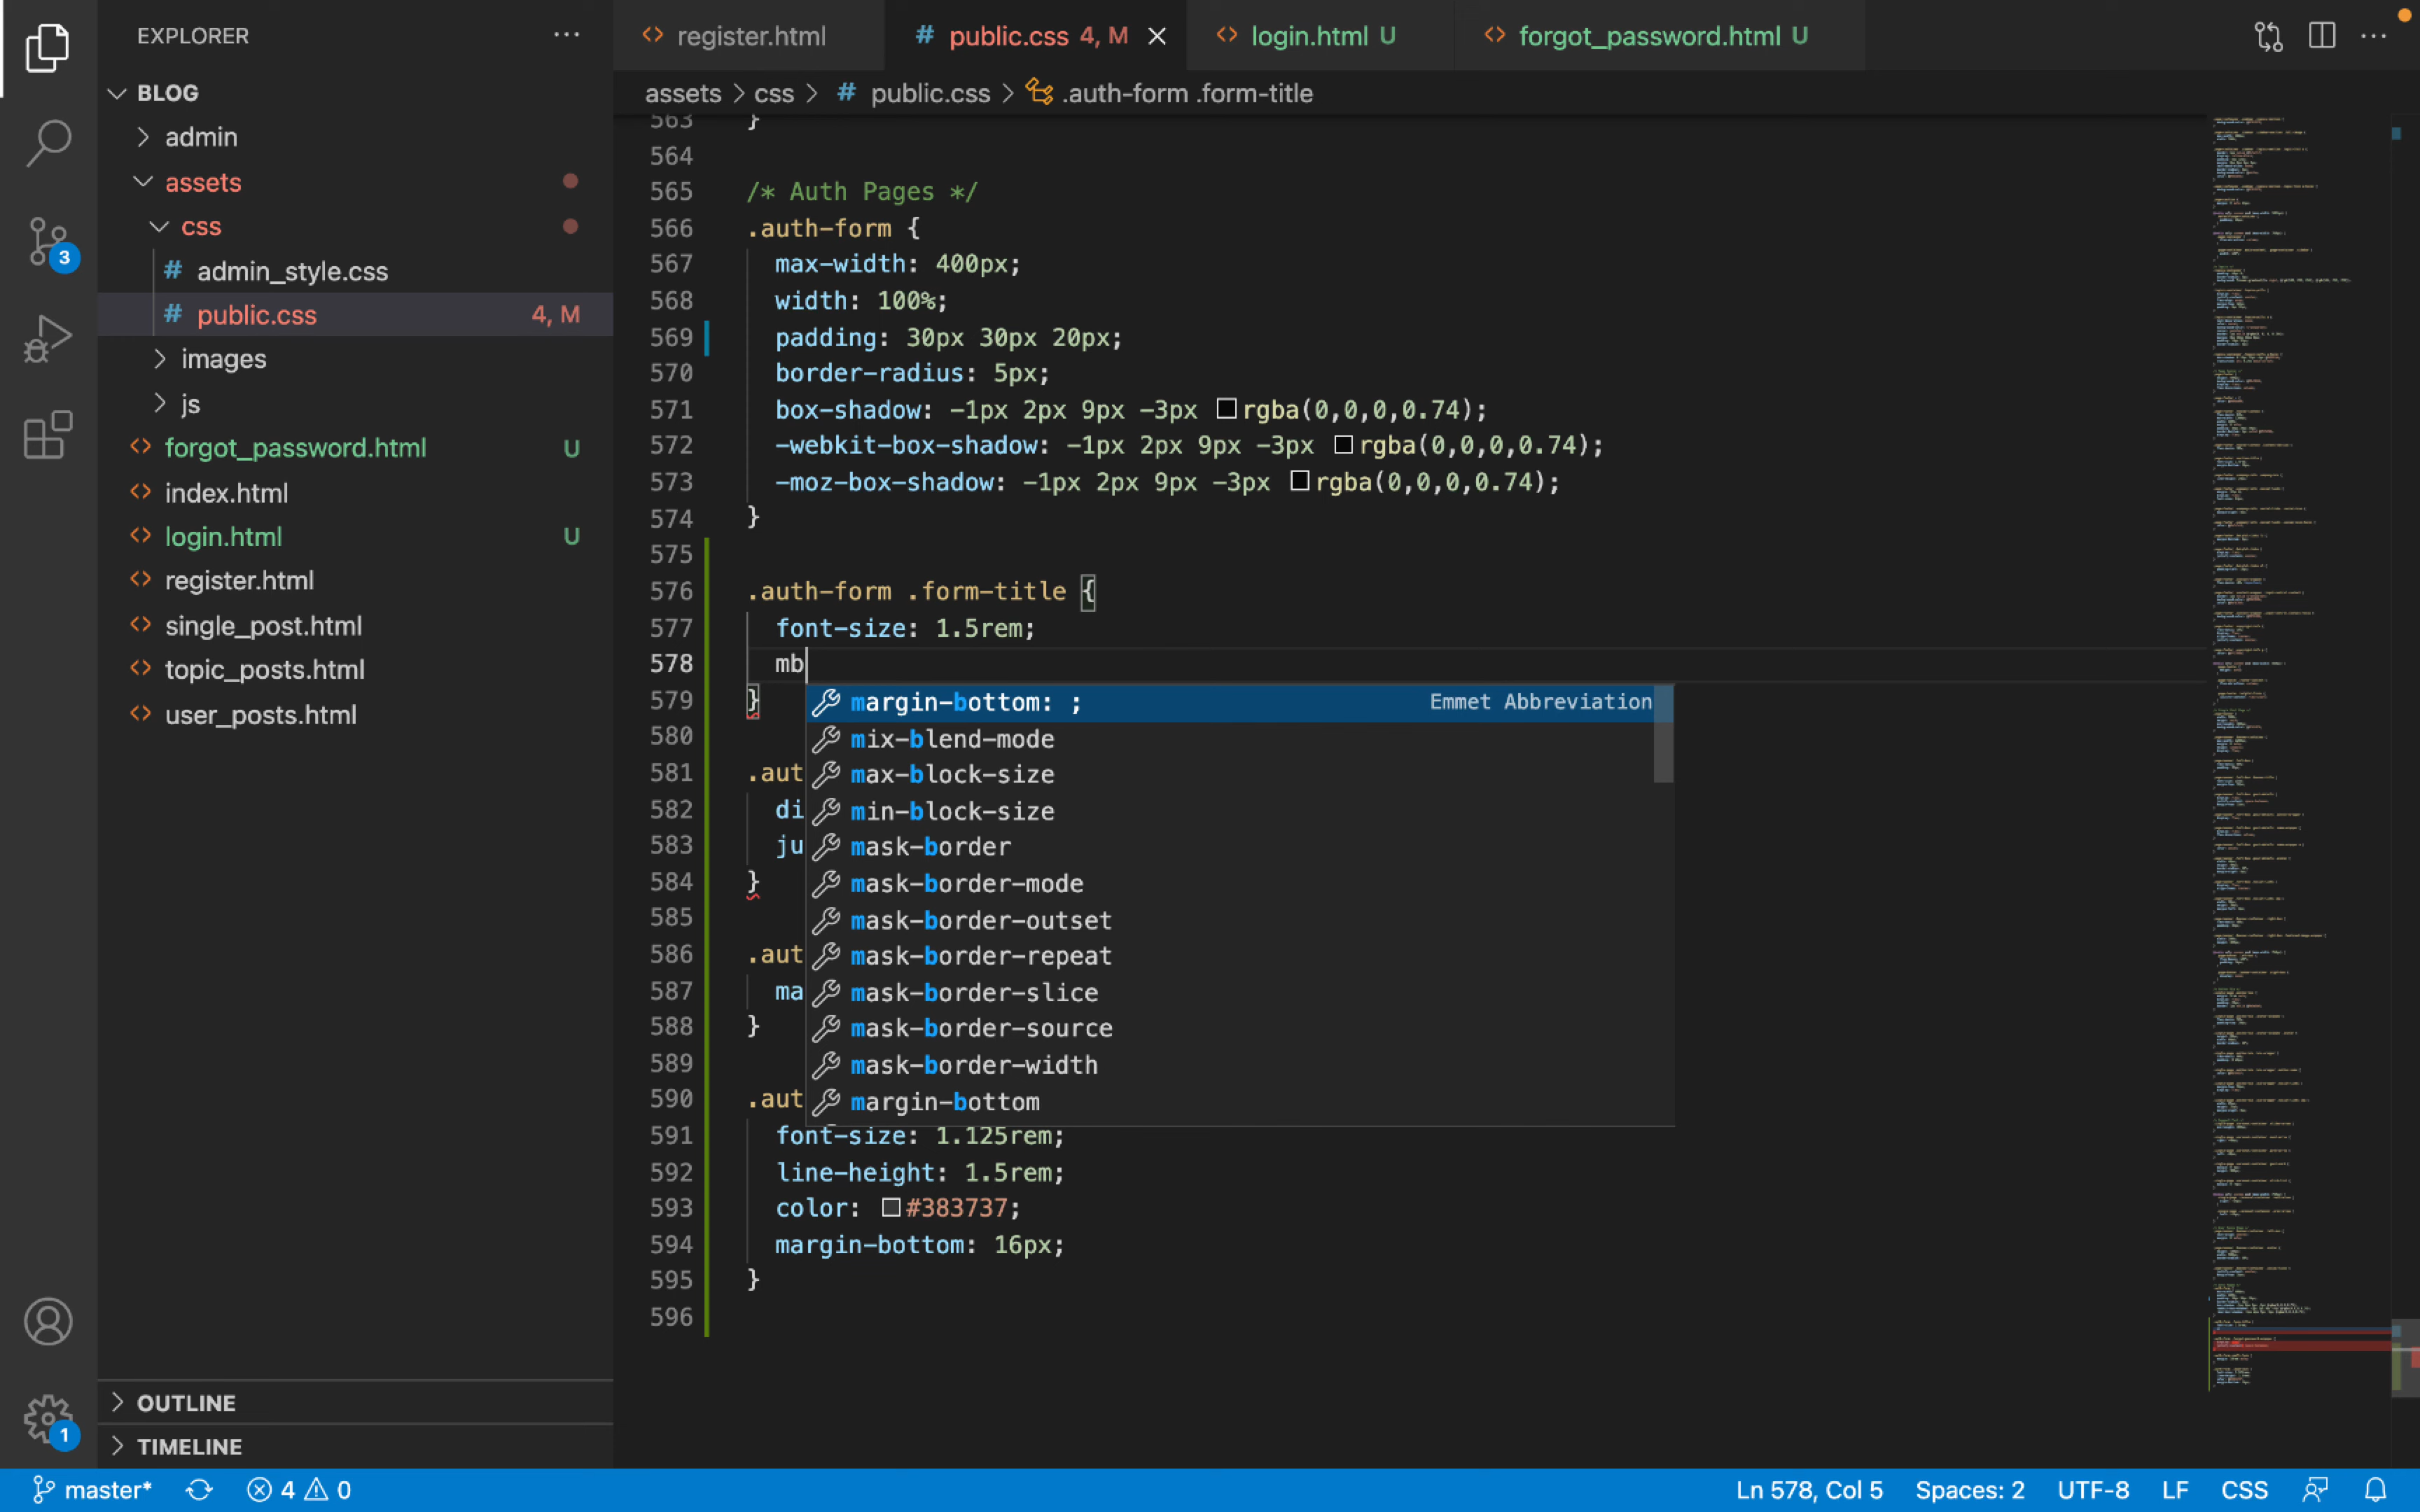 EXPLORER
BLOG
admin
assets
css
admin_style.css
public.css 4, M
images
js
forgot_password.html U
index.html
login.html U
register.html
single_post.html
topic_posts.html
user_posts.html
OUTLINE
TIMELINE
3
1
register.html
public.css 4, M
login.html U
forgot_password.html U
assets > css > # public.css > .auth-form .form-title
563 }
564
565 /* Auth Pages */
566 .auth-form {
567 max-width: 400px;
568 width: 100%;
569 padding: 30px 30px 20px;
570 border-radius: 5px;
571 box-shadow: -1px 2px 9px -3px rgba(0,0,0,0.74);
572 -webkit-box-shadow: -1px 2px 9px -3px rgba(0,0,0,0.74);
573 -moz-box-shadow: -1px 2px 9px -3px rgba(0,0,0,0.74);
574 }
575
576 .auth-form .form-title {
577 font-size: 1.5rem;
578 mb
579 }
580
581 .aut
582 di
583 ju
584 }
585
586 .aut
587 ma
588 }
589
590 .aut
591 font-size: 1.125rem;
592 line-height: 1.5rem;
593 color: #383737;
594 margin-bottom: 16px;
595 }
596
margin-bottom: ; Emmet Abbreviation
mix-blend-mode
max-block-size
min-block-size
mask-border
mask-border-mode
mask-border-outset
mask-border-repeat
mask-border-slice
mask-border-source
mask-border-width
margin-bottom
master* 4 0
Ln 578, Col 5 Spaces: 2 UTF-8 LF CSS